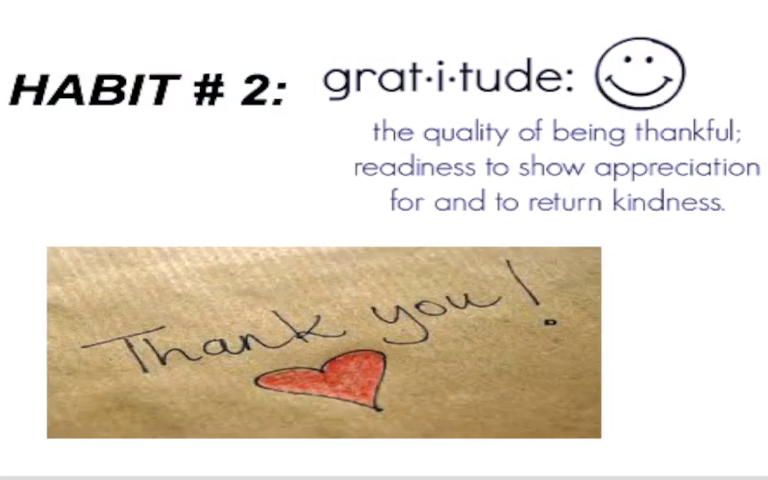 HABIT # 2: grat·i·tude:
the quality of being thankful;
readiness to show appreciation
for and to return kindness.
Thank you!